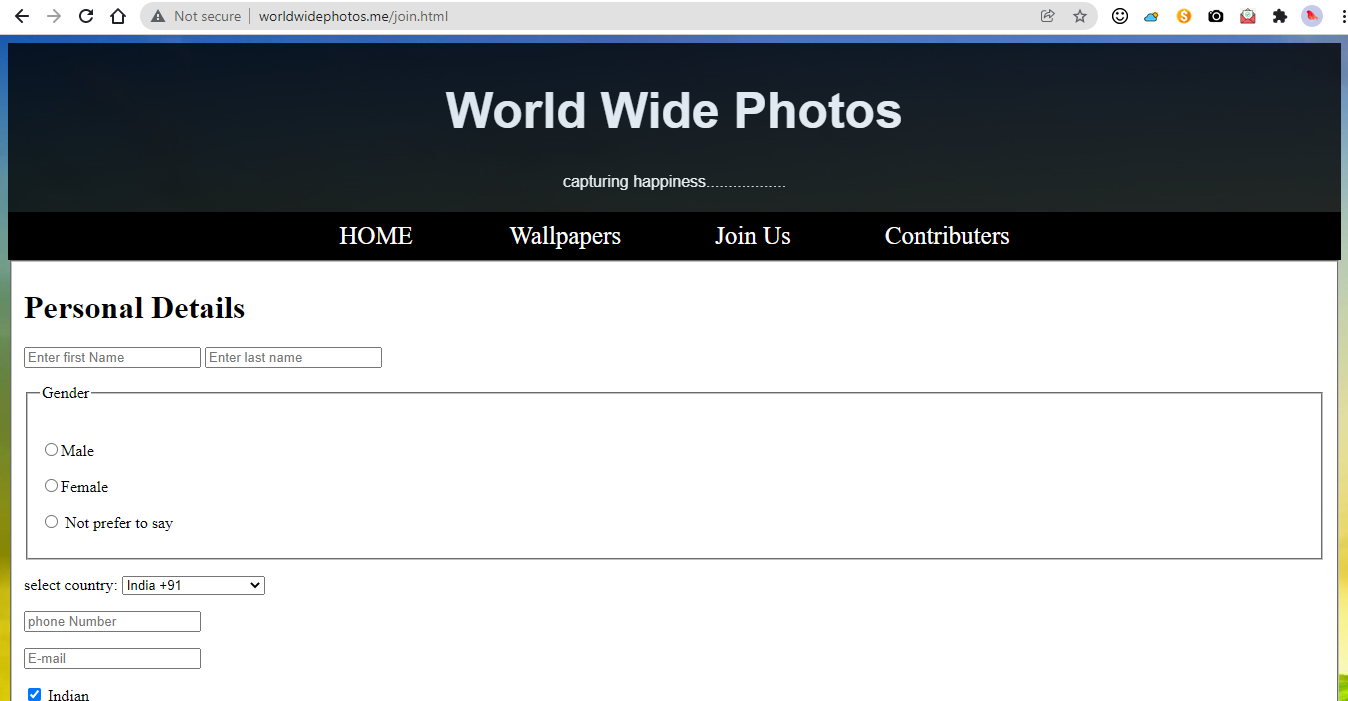 Not secure | worldwidephotos.me/join.html
World Wide Photos
capturing happiness..................
HOME Wallpapers Join Us Contributers
Personal Details
Enter first Name Enter last name
Gender
Male
Female
Not prefer to say
select country: India +91
phone Number
E-mail
Indian